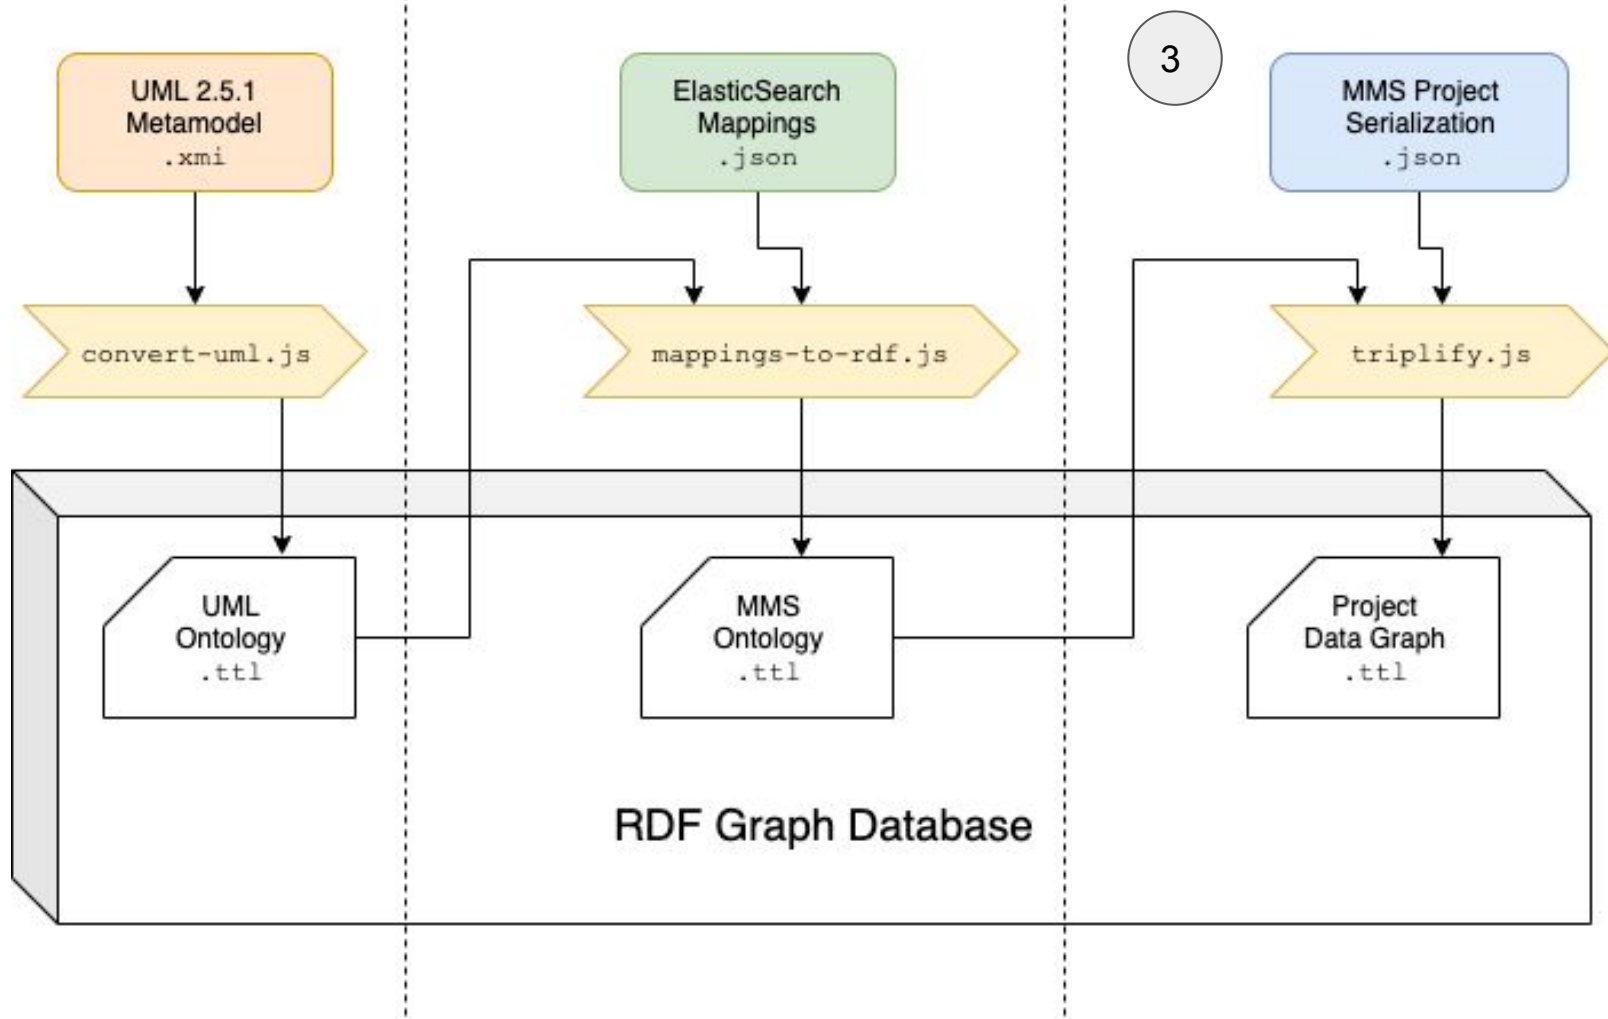 UML 2.5.1
Metamodel
.xmi
ElasticSearch
Mappings
.json
3
MMS Project
Serialization
.json
convert-uml.js
mappings-to-rdf.js
triplify.js
UML
Ontology
.ttl
MMS
Ontology
.ttl
Project
Data Graph
.ttl
RDF Graph Database